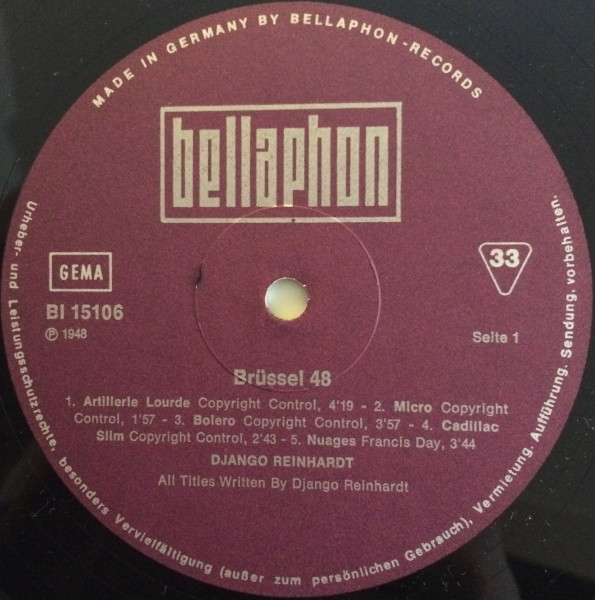 MADE IN GERMANY BY BELLAPHON-RECORDS
bellaphon
GEMA
33
BI 15106
Ⓟ 1948
Seite 1
Brüssel 48
1. Artillerie Lourde Copyright Control, 4'19 - 2. Micro Copyright
Control, 1'57 - 3. Bolero Copyright Control, 3'57 - 4. Cadillac
Slim Copyright Control, 2'43 - 5. Nuages Francis Day, 3'44
DJANGO REINHARDT
All Titles Written By Django Reinhardt
Urheber- und Leistungsschutzrechte, besonders Vervielfältigung (außer zum persönlichen Gebrauch), Vermietung. Aufführung. Sendung, vorbehalten.